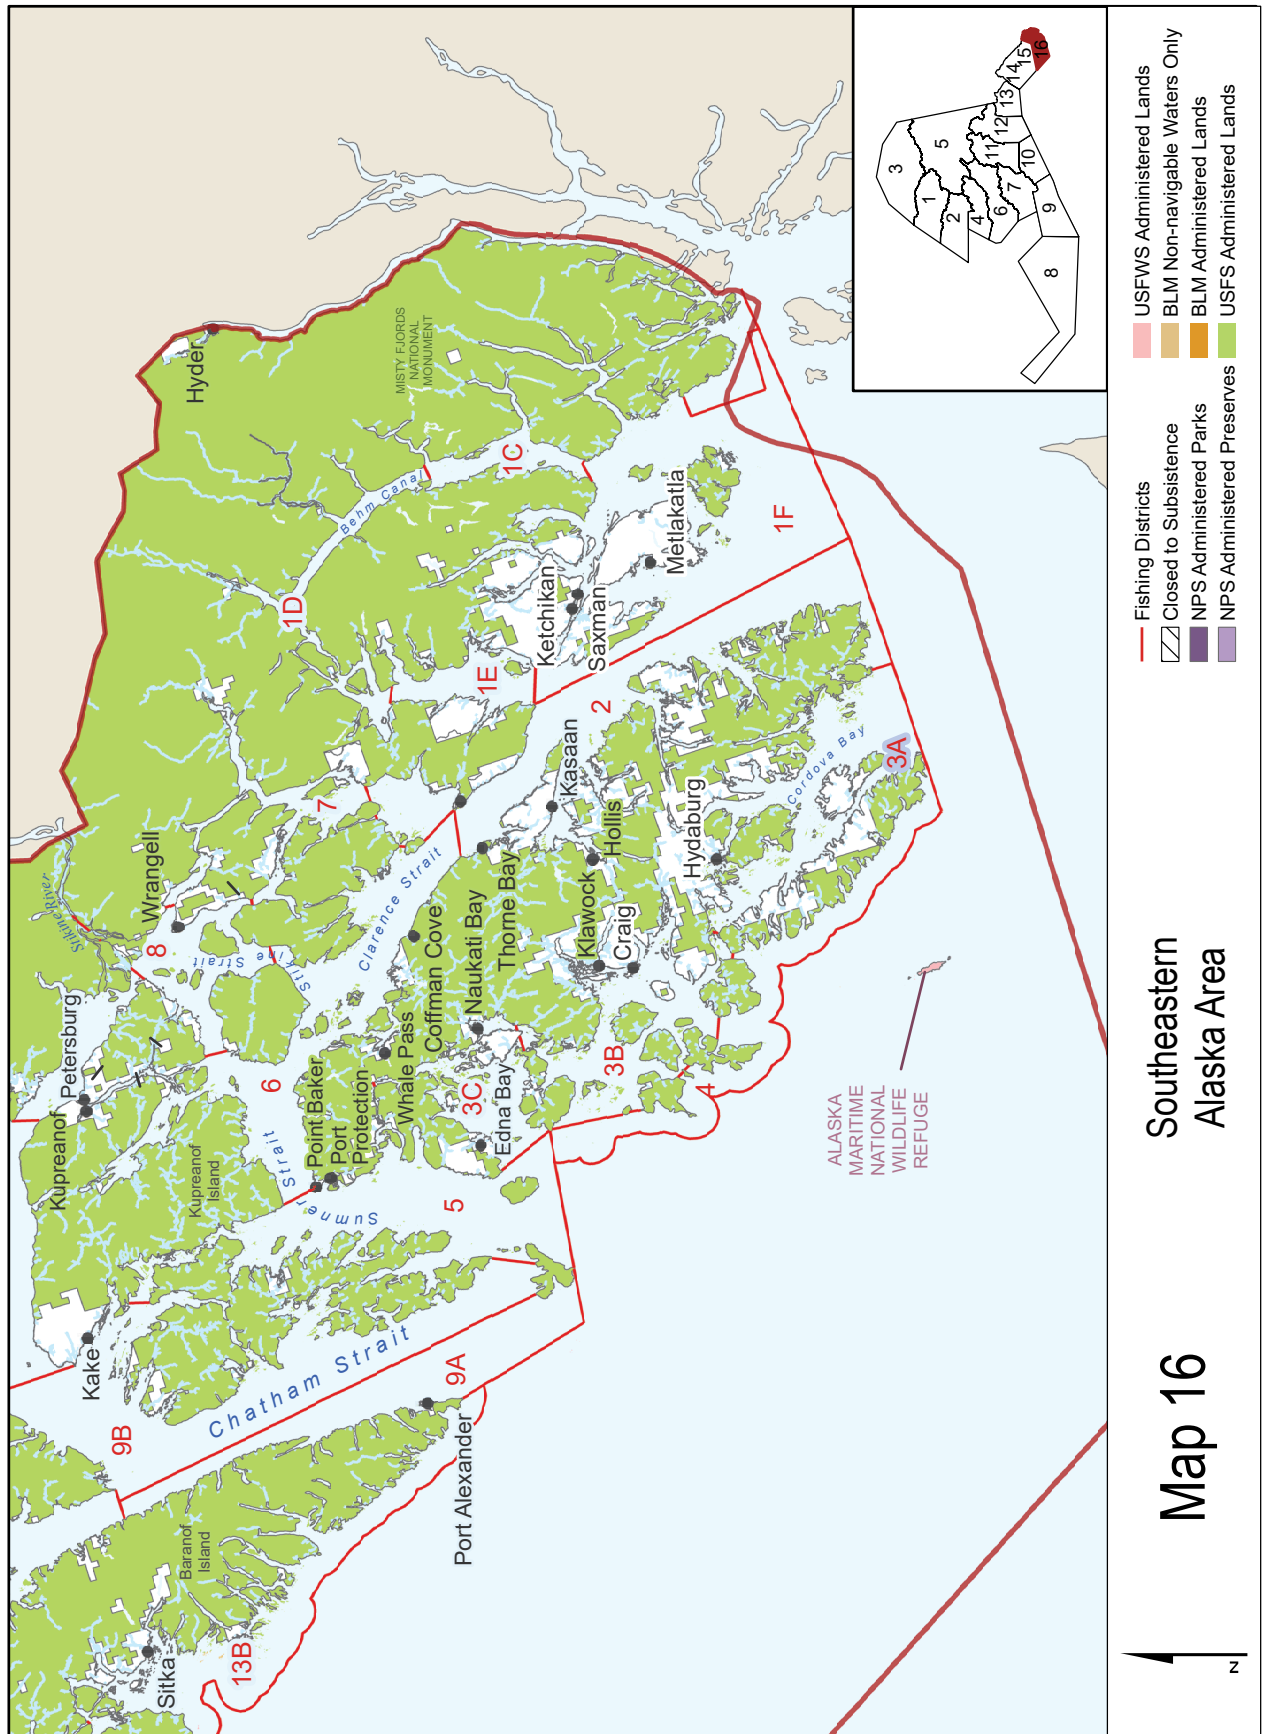 Sitka
13B
Baranof
Island
Port Alexander
9B
9A
Chatham Strait
Kake
Kupreanof
Petersburg
Kupreanof
Island
Sumner Strait
5
6
Point Baker
Port
Protection
Whale Pass
Edna Bay
3C
3B
4
Naukati Bay
Coffman Cove
Thorne Bay
Klawock
Craig
Hollis
Kasaan
Hydaburg
Cordova Bay
3A
Clarence Strait
Stikine Strait
Stikine River
8
Wrangell
7
2
1E
1D
1C
1F
Behm Canal
Ketchikan
Saxman
Metlakatla
Hyder
MISTY FJORDS
NATIONAL
MONUMENT
ALASKA
MARITIME
NATIONAL
WILDLIFE
REFUGE
1
2
3
4
5
6
7
8
9
10
11
12
13
14
15
16
N
Map 16
Southeastern
Alaska Area
Fishing Districts
Closed to Subsistence
NPS Administered Parks
NPS Administered Preserves
USFWS Administered Lands
BLM Non-navigable Waters Only
BLM Administered Lands
USFS Administered Lands